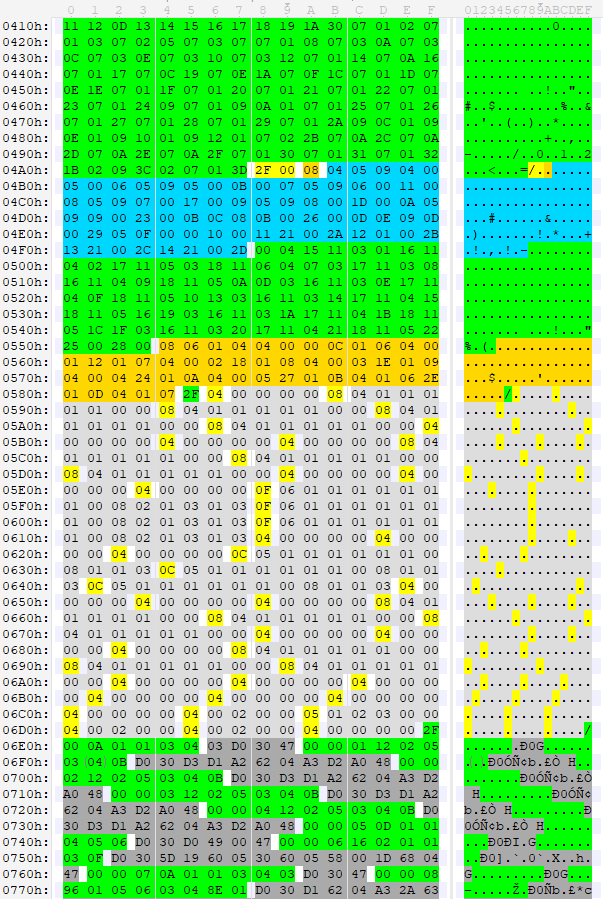 0 1 2 3 4 5 6 7 8 9 A B C D E F 0123456789ABCDEF
0410h: 11 12 0D 13 14 15 16 17 18 19 1A 30 07 01 02 07 ...........0....
0420h: 01 03 07 02 05 07 03 07 07 01 08 07 03 0A 07 03 ................
0430h: 0C 07 03 0E 07 03 10 07 03 12 07 01 14 07 0A 16 ................
0440h: 07 01 17 07 0C 19 07 0E 1A 07 0F 1C 07 01 1D 07 ................
0450h: 0E 1E 07 01 1F 07 01 20 07 01 21 07 01 22 07 01 ....... ..!.."..
0460h: 23 07 01 24 09 07 01 09 0A 01 07 01 25 07 01 26 #..$........%..&
0470h: 07 01 27 07 01 28 07 01 29 07 01 2A 09 0C 01 09 ..'..(..)..*....
0480h: 0E 01 09 10 01 09 12 01 07 02 2B 07 0A 2C 07 0A ..........+..,..
0490h: 2D 07 0A 2E 07 0A 2F 07 01 30 07 01 31 07 01 32 -...../..0..1..2
04A0h: 1B 02 09 3C 02 07 01 3D 2F 00 08 04 05 09 04 00 ...<...=/.......
04B0h: 05 00 06 05 09 05 00 0B 00 07 05 09 06 00 11 00 ................
04C0h: 08 05 09 07 00 17 00 09 05 09 08 00 1D 00 0A 05 ................
04D0h: 09 09 00 23 00 0B 0C 08 0B 00 26 00 0D 0E 09 0D ...#......&.....
04E0h: 00 29 05 0F 00 00 10 00 11 21 00 2A 12 01 00 2B .).......!.*...+
04F0h: 13 21 00 2C 14 21 00 2D 00 04 15 11 03 01 16 11 .!.,.!.-........
0500h: 04 02 17 11 05 03 18 11 06 04 07 03 17 11 03 08 ................
0510h: 16 11 04 09 18 11 05 0A 0D 03 16 11 03 0E 17 11 ................
0520h: 04 0F 18 11 05 10 13 03 16 11 03 14 17 11 04 15 ................
0530h: 18 11 05 16 19 03 16 11 03 1A 17 11 04 1B 18 11 ................
0540h: 05 1C 1F 03 16 11 03 20 17 11 04 21 18 11 05 22 ....... ...!..."
0550h: 25 00 28 00 08 06 01 04 04 00 00 0C 01 06 04 00 %.(.............
0560h: 01 12 01 07 04 00 02 18 01 08 04 00 03 1E 01 09 ................
0570h: 04 00 04 24 01 0A 04 00 05 27 01 0B 04 01 06 2E ...$.....'......
0580h: 01 0D 04 01 07 2F 04 00 00 00 00 08 04 01 01 01 ...../..........
0590h: 01 01 00 00 08 04 01 01 01 01 01 00 00 08 04 01 ................
05A0h: 01 01 01 01 00 00 08 04 01 01 01 01 01 00 00 04 ................
05B0h: 00 00 00 00 04 00 00 00 00 04 00 00 00 00 08 04 ................
05C0h: 01 01 01 01 01 00 00 08 04 01 01 01 01 01 00 00 ................
05D0h: 08 04 01 01 01 01 01 00 00 04 00 00 00 00 04 00 ................
05E0h: 00 00 00 04 00 00 00 00 0F 06 01 01 01 01 01 01 ................
05F0h: 01 00 08 02 01 03 01 03 0F 06 01 01 01 01 01 01 ................
0600h: 01 00 08 02 01 03 01 03 0F 06 01 01 01 01 01 01 ................
0610h: 01 00 08 02 01 03 01 03 04 00 00 00 00 04 00 00 ................
0620h: 00 00 04 00 00 00 00 0C 05 01 01 01 01 01 01 00 ................
0630h: 08 01 01 03 0C 05 01 01 01 01 01 01 00 08 01 01 ................
0640h: 03 0C 05 01 01 01 01 01 01 00 08 01 01 03 04 00 ................
0650h: 00 00 00 04 00 00 00 00 04 00 00 00 00 08 04 01 ................
0660h: 01 01 01 01 00 00 08 04 01 01 01 01 01 00 00 08 ................
0670h: 04 01 01 01 01 01 00 00 04 00 00 00 00 04 00 00 ................
0680h: 00 00 04 00 00 00 00 08 04 01 01 01 01 01 00 00 ................
0690h: 08 04 01 01 01 01 01 00 00 08 04 01 01 01 01 01 ................
06A0h: 00 00 04 00 00 00 00 04 00 00 00 00 04 00 00 00 ................
06B0h: 00 04 00 00 00 00 04 00 00 00 00 04 00 00 00 00 ................
06C0h: 04 00 00 00 00 04 00 02 00 00 05 01 02 03 00 00 ................
06D0h: 04 00 02 00 00 04 00 02 00 00 04 00 00 00 00 2F .............../
06E0h: 00 0A 01 01 03 04 03 D0 30 47 00 00 01 12 02 05 .......Ð0G......
06F0h: 03 04 0B D0 30 D3 D1 A2 62 04 A3 D2 A0 48 00 00 ...Ð0ÓÑ¢b.£Ò H..
0700h: 02 12 02 05 03 04 0B D0 30 D3 D1 A2 62 04 A3 D2 .......Ð0ÓÑ¢b.£Ò
0710h: A0 48 00 00 03 12 02 05 03 04 0B D0 30 D3 D1 A2 H.........Ð0ÓÑ¢
0720h: 62 04 A3 D2 A0 48 00 00 04 12 02 05 03 04 0B D0 b.£Ò H.........Ð
0730h: 30 D3 D1 A2 62 04 A3 D2 A0 48 00 00 05 0D 01 01 0ÓÑ¢b.£Ò H......
0740h: 04 05 06 D0 30 D0 49 00 47 00 00 06 16 02 01 01 ...Ð0ÐI.G.......
0750h: 03 0F D0 30 5D 19 60 05 30 60 05 58 00 1D 68 04 ..Ð0].`.0`.X..h.
0760h: 47 00 00 00 07 0A 01 01 03 04 03 D0 30 47 00 08 G..........Ð0G..
0770h: 96 01 05 06 03 04 8E 01 D0 30 D1 62 04 A3 2A 63 –.....Ž.Ð0Ñb.£*c